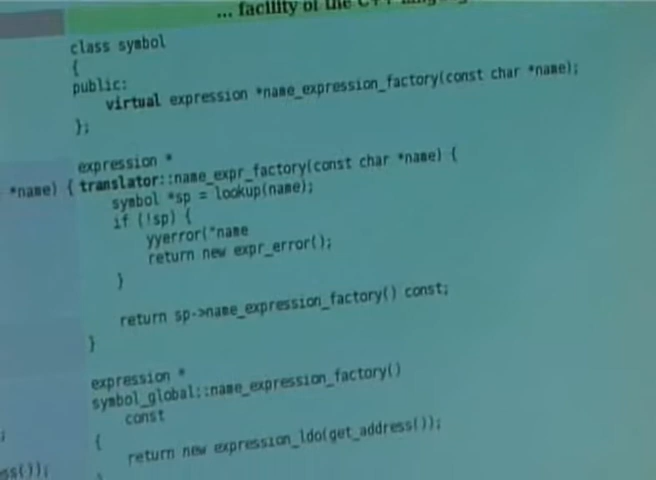 ... facility of the C++
class symbol
{
public:
virtual expression *name_expression_factory(const char *name);
};
expression *
*name) { translator::name_expr_factory(const char *name) {
symbol *sp = lookup(name);
if (!sp) {
yyerror("name
return new expr_error();
}
return sp->name_expression_factory() const;
}
expression *
symbol_global::name_expression_factory()
const
;
{
return new expression_ldo(get_address());
ess());